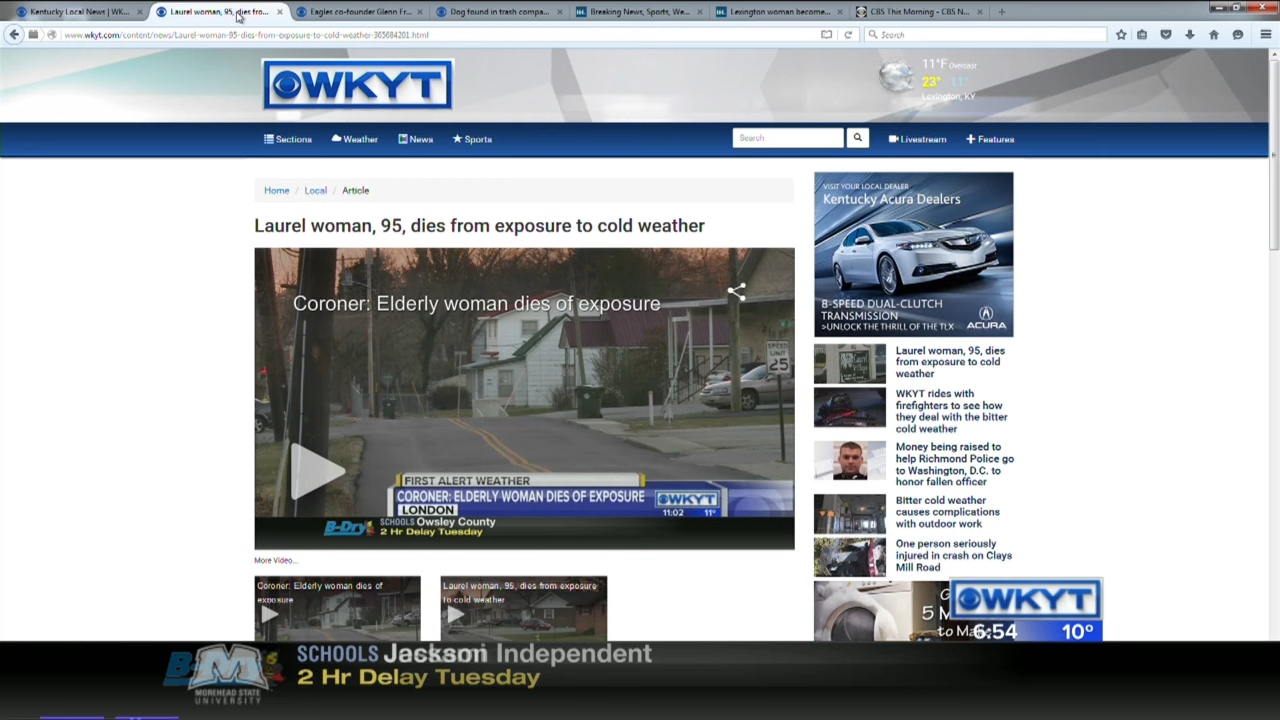 Kentucky Local News | WK...
Laurel woman, 95, dies fro...
Eagles co-founder Glenn Fr...
Dog found in trash compa...
Breaking News, Sports, We...
Lexington woman become...
CBS This Morning - CBS N...
www.wkyt.com/content/news/Laurel-woman-95-dies-from-exposure-to-cold-weather-365684201.html
Search
WKYT
11°F Overcast
23° 11°
Lexington, KY
Sections
Weather
News
Sports
Search
Livestream
Features
Home / Local / Article
Laurel woman, 95, dies from exposure to cold weather
Coroner: Elderly woman dies of exposure
SPEED
LIMIT
25
FIRST ALERT WEATHER
CORONER: ELDERLY WOMAN DIES OF EXPOSURE
LONDON
WKYT
11:02 11°
B-Dry
SCHOOLS Owsley County
2 Hr Delay Tuesday
More Video...
Coroner: Elderly woman dies of
exposure
Laurel woman, 95, dies from exposure
to cold weather
VISIT YOUR LOCAL DEALER
Kentucky Acura Dealers
8-SPEED DUAL-CLUTCH
TRANSMISSION
>UNLOCK THE THRILL OF THE TLX
ACURA
Laurel woman, 95, dies
from exposure to cold
weather
WKYT rides with
firefighters to see how
they deal with the bitter
cold weather
Money being raised to
help Richmond Police go
to Washington, D.C. to
honor fallen officer
Bitter cold weather
causes complications
with outdoor work
One person seriously
injured in crash on Clays
Mill Road
5 M
to Ma
WKYT
6:54 10°
M
MOREHEAD STATE
UNIVERSITY
SCHOOLS Jackson Independent
2 Hr Delay Tuesday